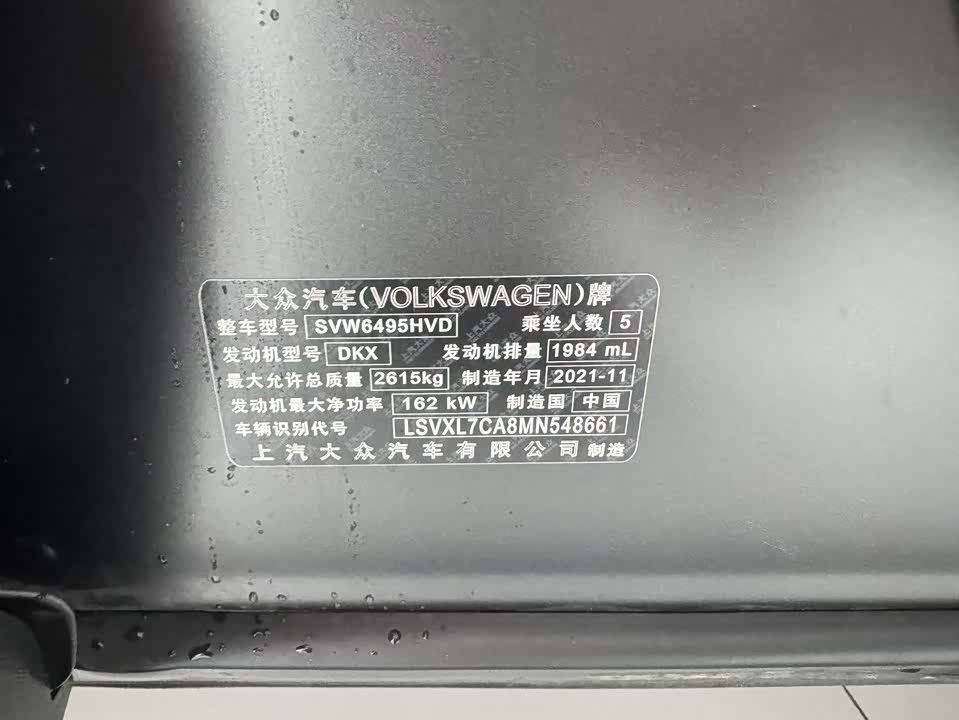 大众汽车(VOLKSWAGEN)牌
整车型号 SVW6495HVD 乘坐人数 5
发动机型号 DKX 发动机排量 1984 mL
最大允许总质量 2615kg 制造年月 2021-11
发动机最大净功率 162 kW 制造国 中国
车辆识别代号 LSVXL7CA8MN548661
上汽大众汽车有限公司 制造